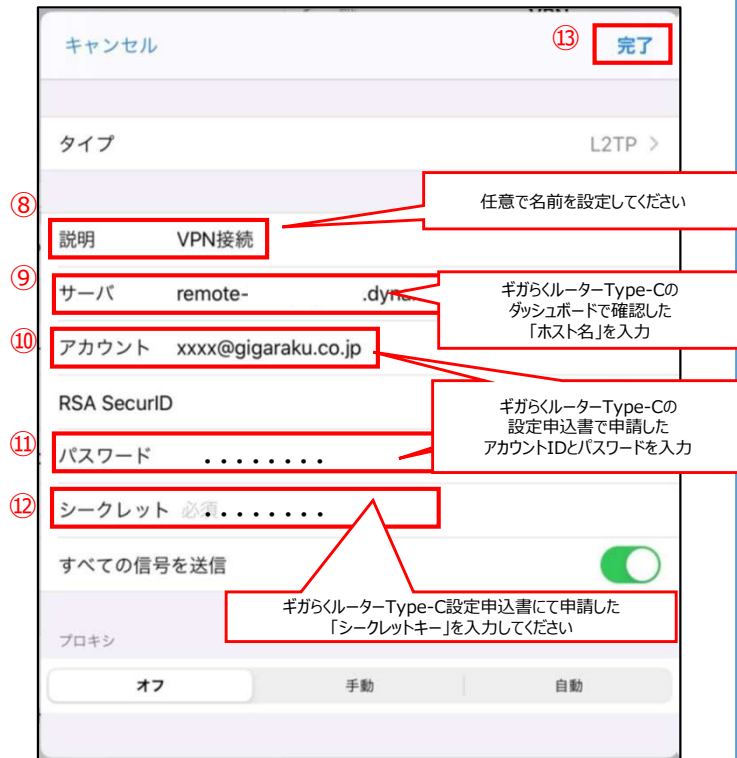 キャンセル
⑬
完了
タイプ
L2TP >
任意で名前を設定してください
⑧
説明 VPN接続
⑨
サーバ remote- .dyna
ギガらくルーターType-Cの
ダッシュボードで確認した
「ホスト名」を入力
⑩
アカウント xxxx@gigaraku.co.jp
RSA SecurID
ギガらくルーターType-Cの
設定申込書で申請した
アカウントIDとパスワードを入力
⑪
パスワード ・・・・・・・・
⑫
シークレット 必須・・・・・・・
すべての信号を送信
ギガらくルーターType-C設定申込書にて申請した
「シークレットキー」を入力してください
プロキシ
オフ 手動 自動